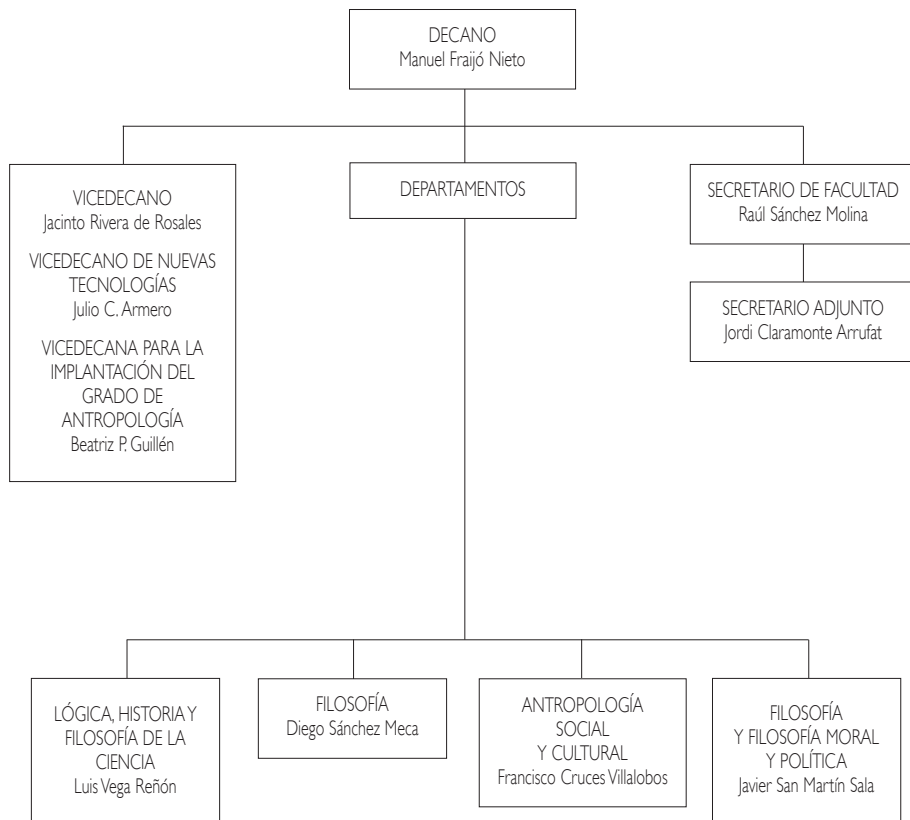 DECANO
Manuel Fraijó Nieto
VICEDECANO
Jacinto Rivera de Rosales
VICEDECANO DE NUEVAS
TECNOLOGÍAS
Julio C. Armero
VICEDECANA PARA LA
IMPLANTACIÓN DEL
GRADO DE
ANTROPOLOGÍA
Beatriz P. Guillén
DEPARTAMENTOS
SECRETARIO DE FACULTAD
Raúl Sánchez Molina
SECRETARIO ADJUNTO
Jordi Claramonte Arrufat
LÓGICA, HISTORIA Y
FILOSOFÍA DE LA
CIENCIA
Luis Vega Reñón
FILOSOFÍA
Diego Sánchez Meca
ANTROPOLOGÍA
SOCIAL
Y CULTURAL
Francisco Cruces Villalobos
FILOSOFÍA
Y FILOSOFÍA MORAL
Y POLÍTICA
Javier San Martín Sala